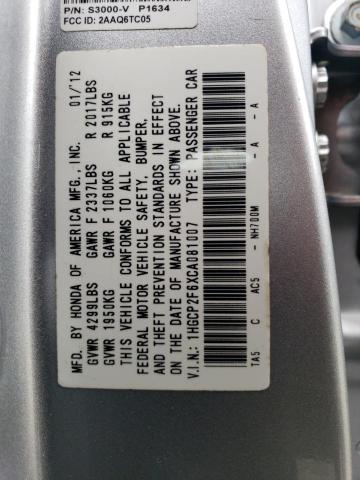 P/N: S3000-V P1634
FCC ID: 2AAQ6TC05
MFD. BY HONDA OF AMERICA MFG., INC. 01/'12
GVWR 4299LBS GAWR F 2337LBS R 2017LBS
GVWR 1950KG GAWR F 1060KG R 915KG
THIS VEHICLE CONFORMS TO ALL APPLICABLE
FEDERAL MOTOR VEHICLE SAFETY, BUMPER,
AND THEFT PREVENTION STANDARDS IN EFFECT
ON THE DATE OF MANUFACTURE SHOWN ABOVE.
V.I.N.: 1HGCP2F6XCA081007 TYPE: PASSENGER CAR
TA5 C AC5 - NH700M - A - A